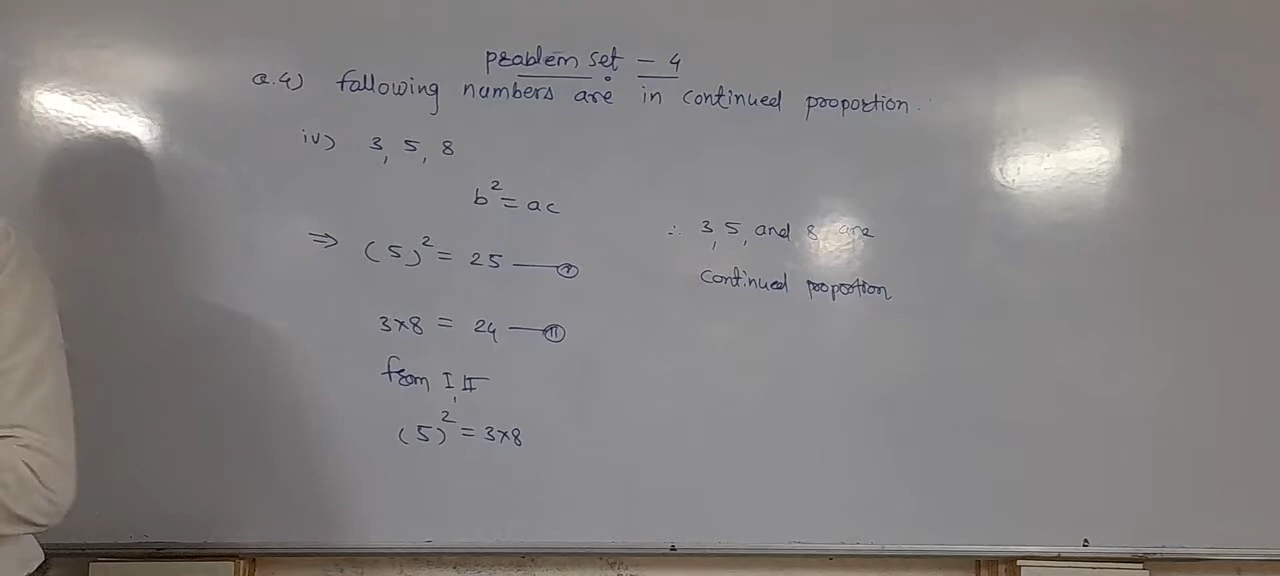 problem set - 4
Q.4) following numbers are in continued proportion.
iv) 3, 5, 8
b² = ac
⇒ (5)² = 25 —— (I)
3×8 = 24 —— (II)
from I, II
(5)² = 3×8
∴ 3, 5, and 8 are
continued proportion